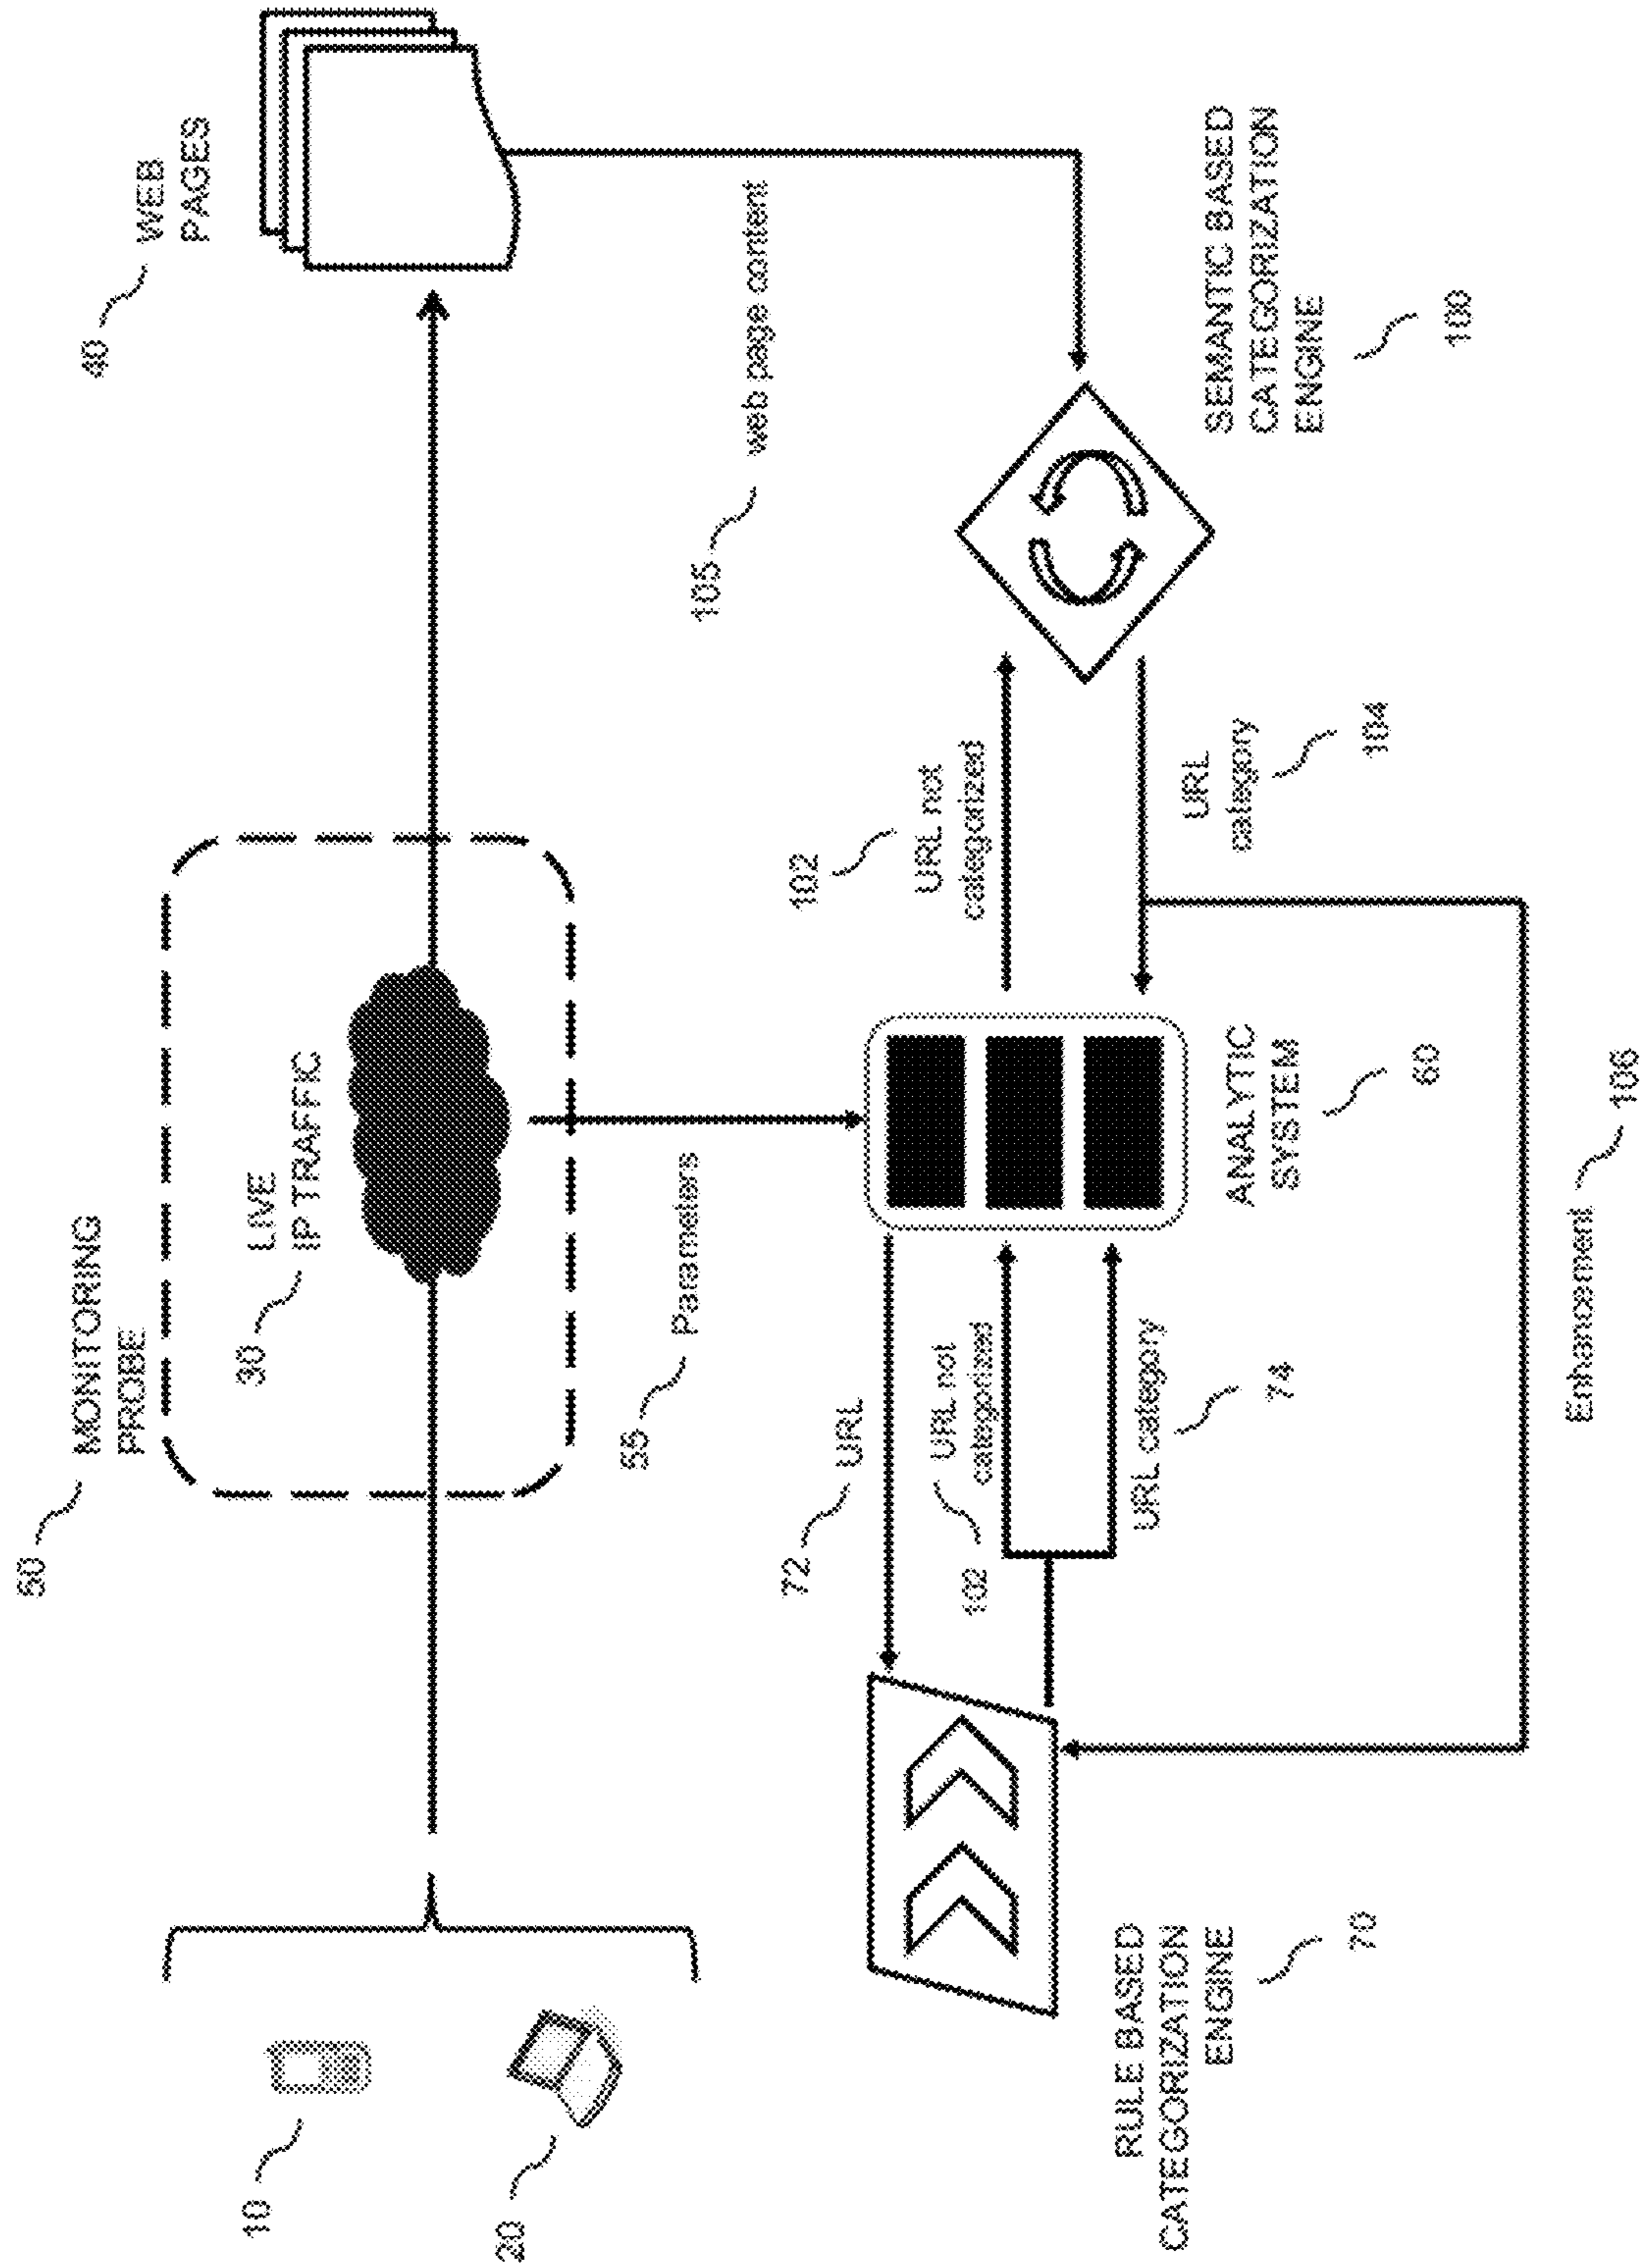 50
MONITORING
PROBE
40
WEB
PAGES
30
LIVE
IP TRAFFIC
10
20
55
Parameters
105
web page content
72
URL
102
URL not
categorized
102
URL not
categorized
URL category
74
URL
category
104
RULE BASED
CATEGORIZATION
ENGINE
70
ANALYTIC
SYSTEM
60
SEMANTIC BASED
CATEGORIZATION
ENGINE
100
Enhancement
106